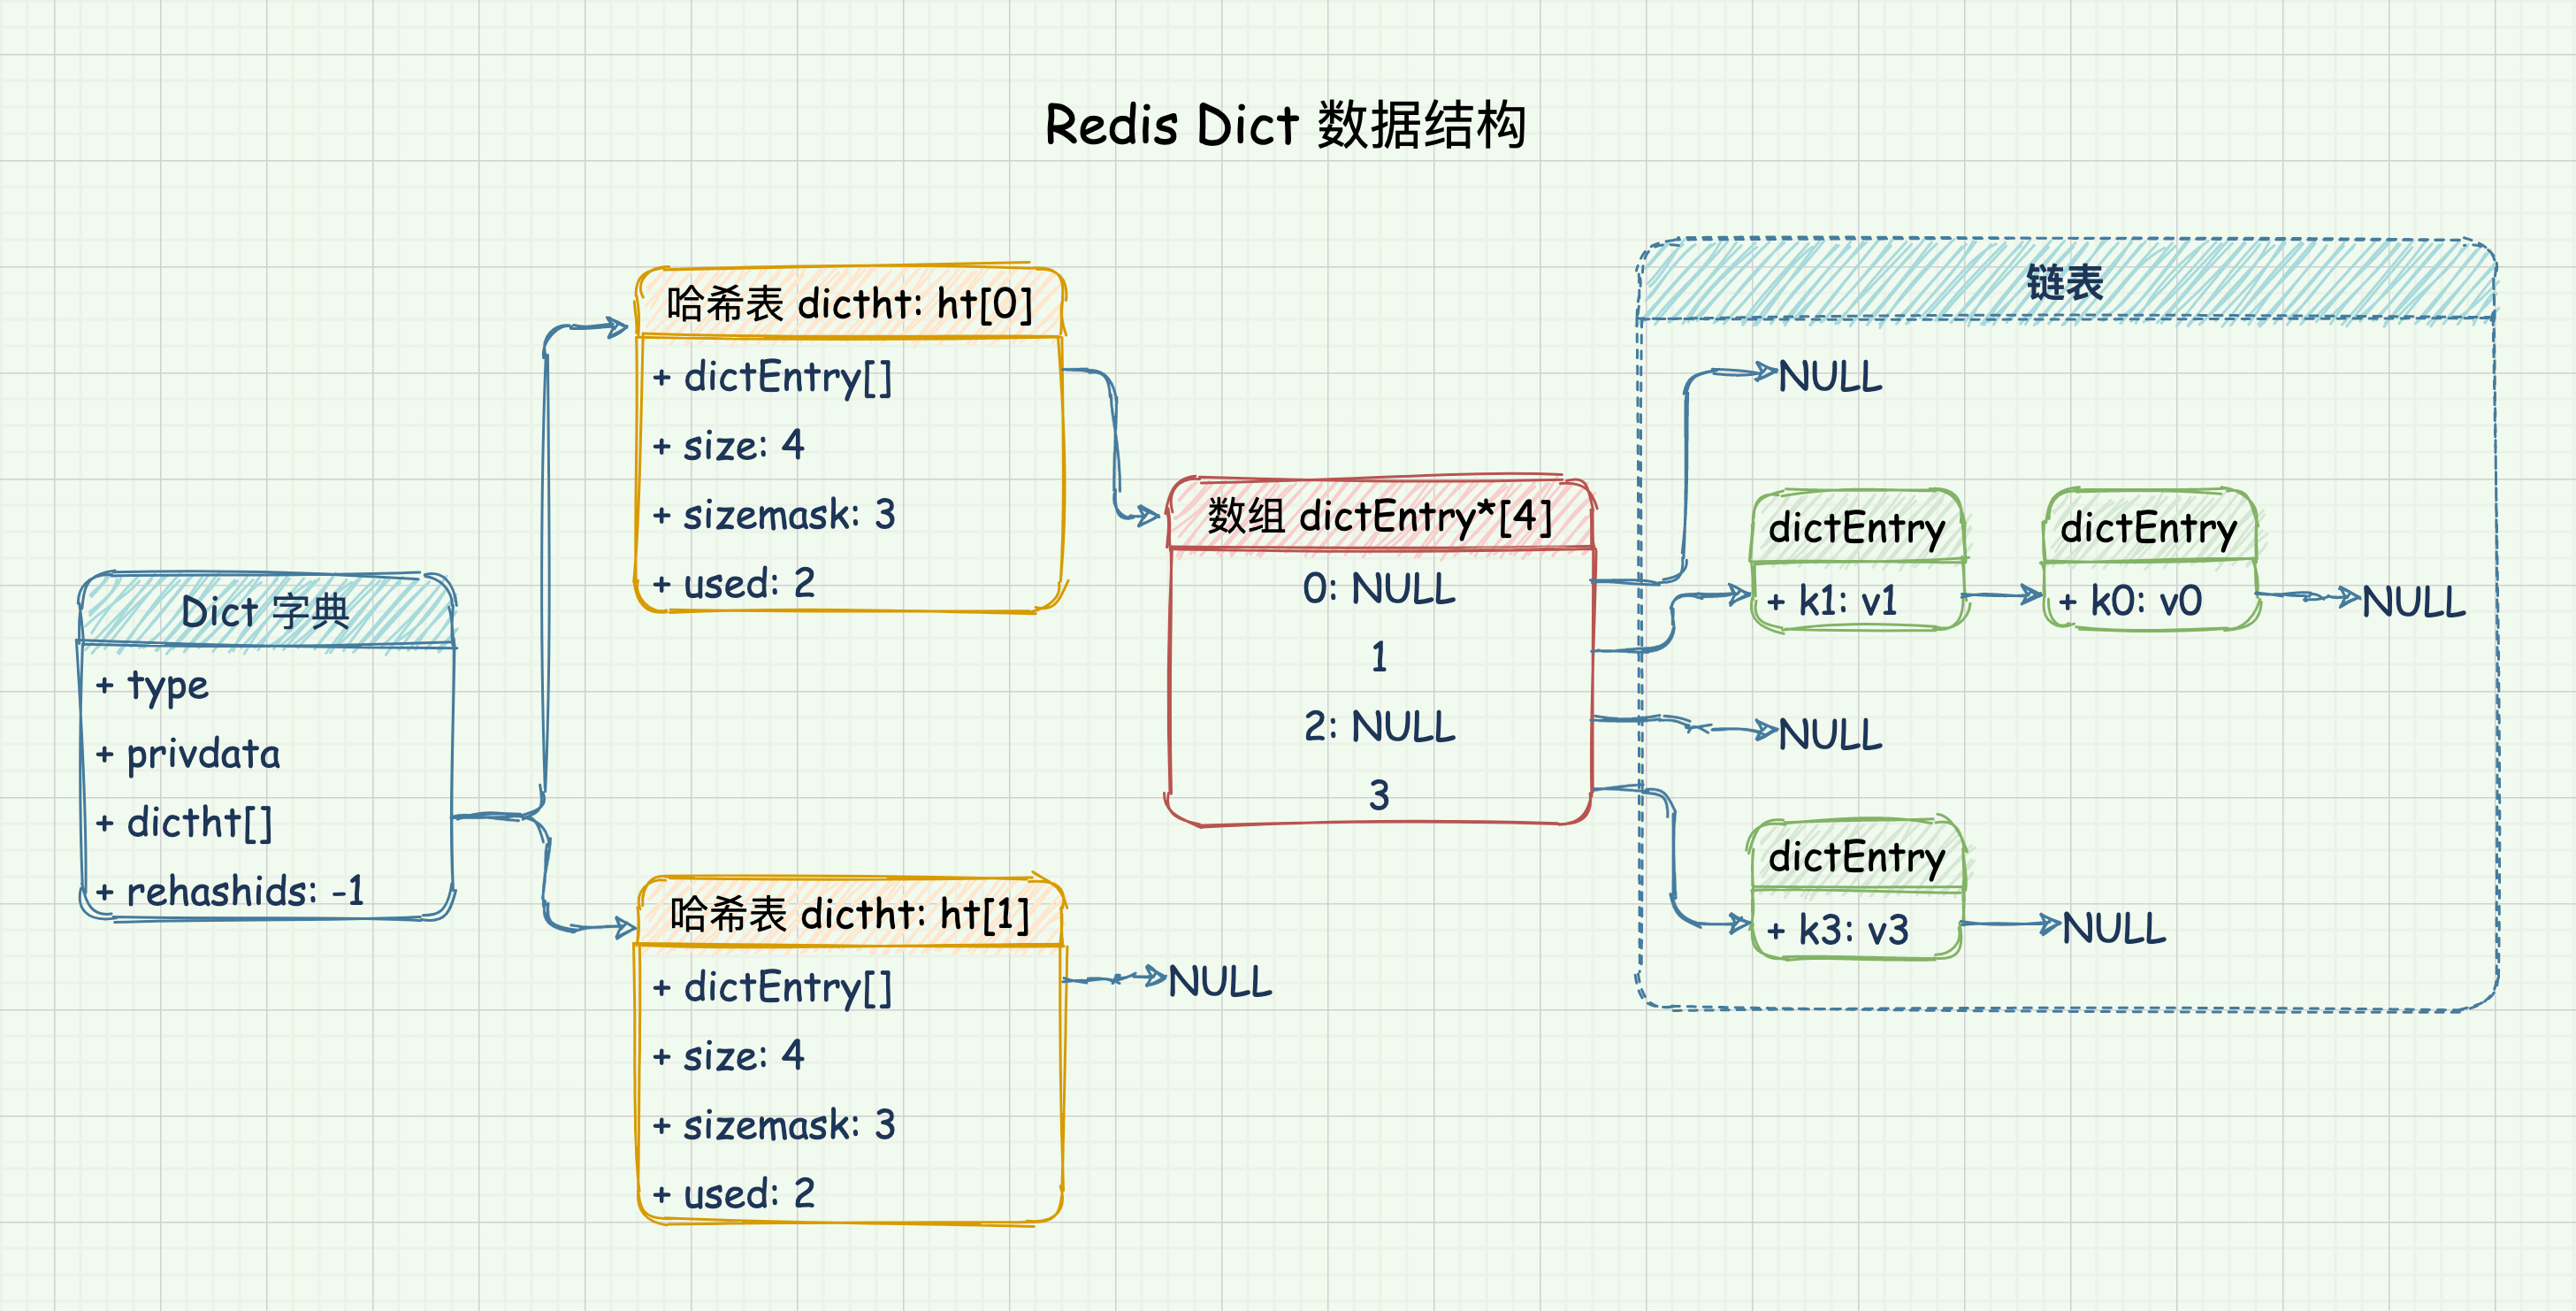 Redis Dict 数据结构
Dict 字典
+ type
+ privdata
+ dictht[]
+ rehashids: -1
哈希表 dictht: ht[0]
+ dictEntry[]
+ size: 4
+ sizemask: 3
+ used: 2
哈希表 dictht: ht[1]
+ dictEntry[]
+ size: 4
+ sizemask: 3
+ used: 2
NULL
数组 dictEntry*[4]
0: NULL
1
2: NULL
3
链表
NULL
dictEntry
+ k1: v1
dictEntry
+ k0: v0
NULL
NULL
dictEntry
+ k3: v3
NULL